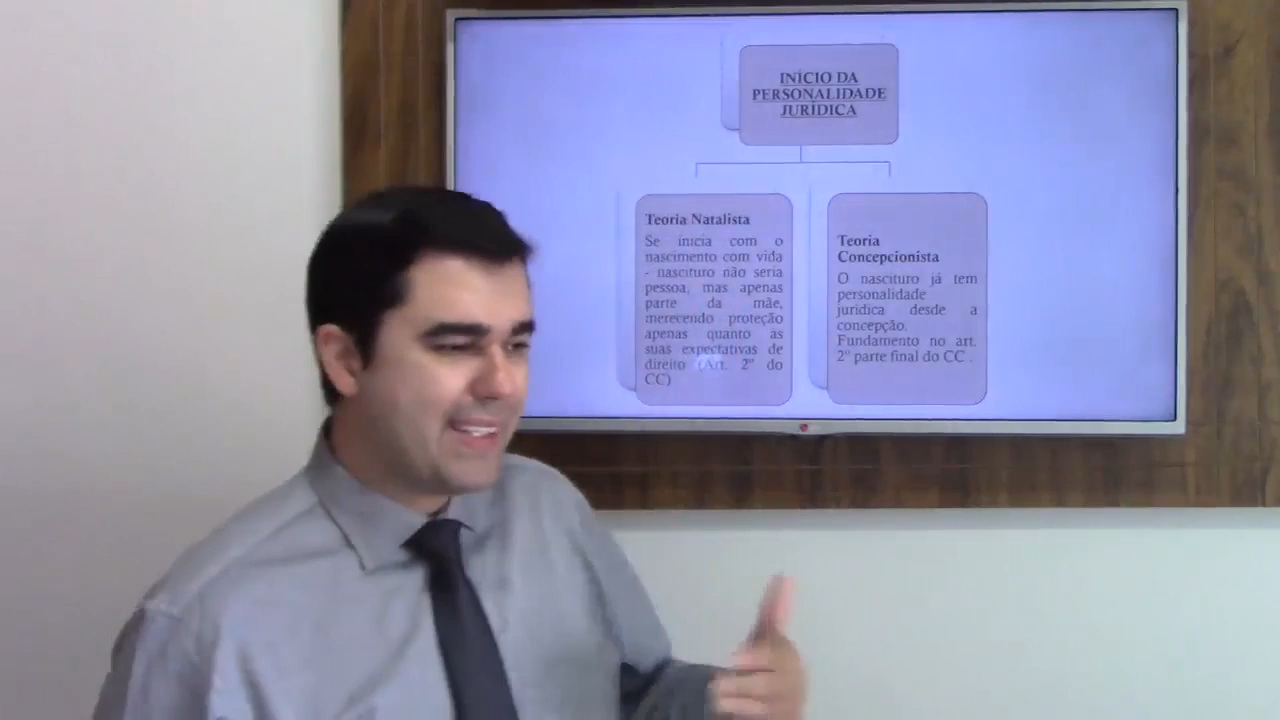 INÍCIO DA
PERSONALIDADE
JURÍDICA
Teoria Natalista
Se inicia com o
nascimento com vida
- nascituro não seria
pessoa, mas apenas
parte da mãe,
merecendo proteção
apenas quanto às
suas expectativas de
direito (Art. 2º do
CC)
Teoria
Concepcionista
O nascituro já tem
personalidade
jurídica desde a
concepção.
Fundamento no art.
2º parte final do CC .